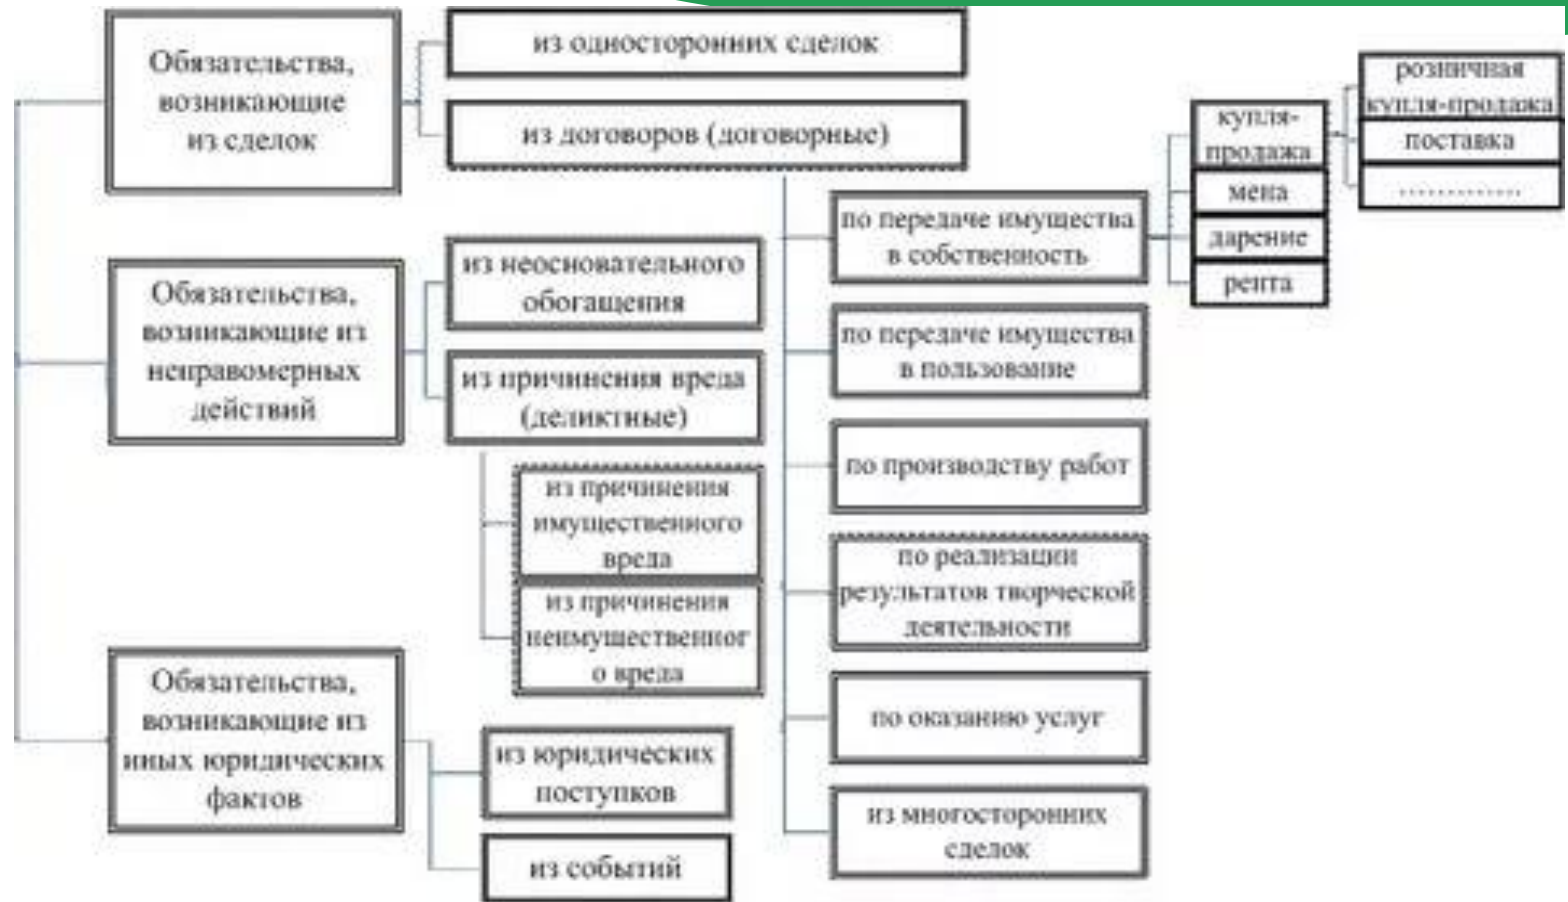 Обязательства,
возникающие
из сделок
из односторонних сделок
из договоров (договорные)
по передаче имущества
в собственность
купля-
продажа
розничная
купля-продажа
поставка
.............
мена
дарение
рента
по передаче имущества
в пользование
по производству работ
по реализации
результатов творческой
деятельности
по оказанию услуг
из многосторонних
сделок
Обязательства,
возникающие из
неправомерных
действий
из неосновательного
обогащения
из причинения вреда
(деликтные)
из причинения
имущественного
вреда
из причинения
неимущественног
о вреда
Обязательства,
возникающие из
иных юридических
фактов
из юридических
поступков
из событий